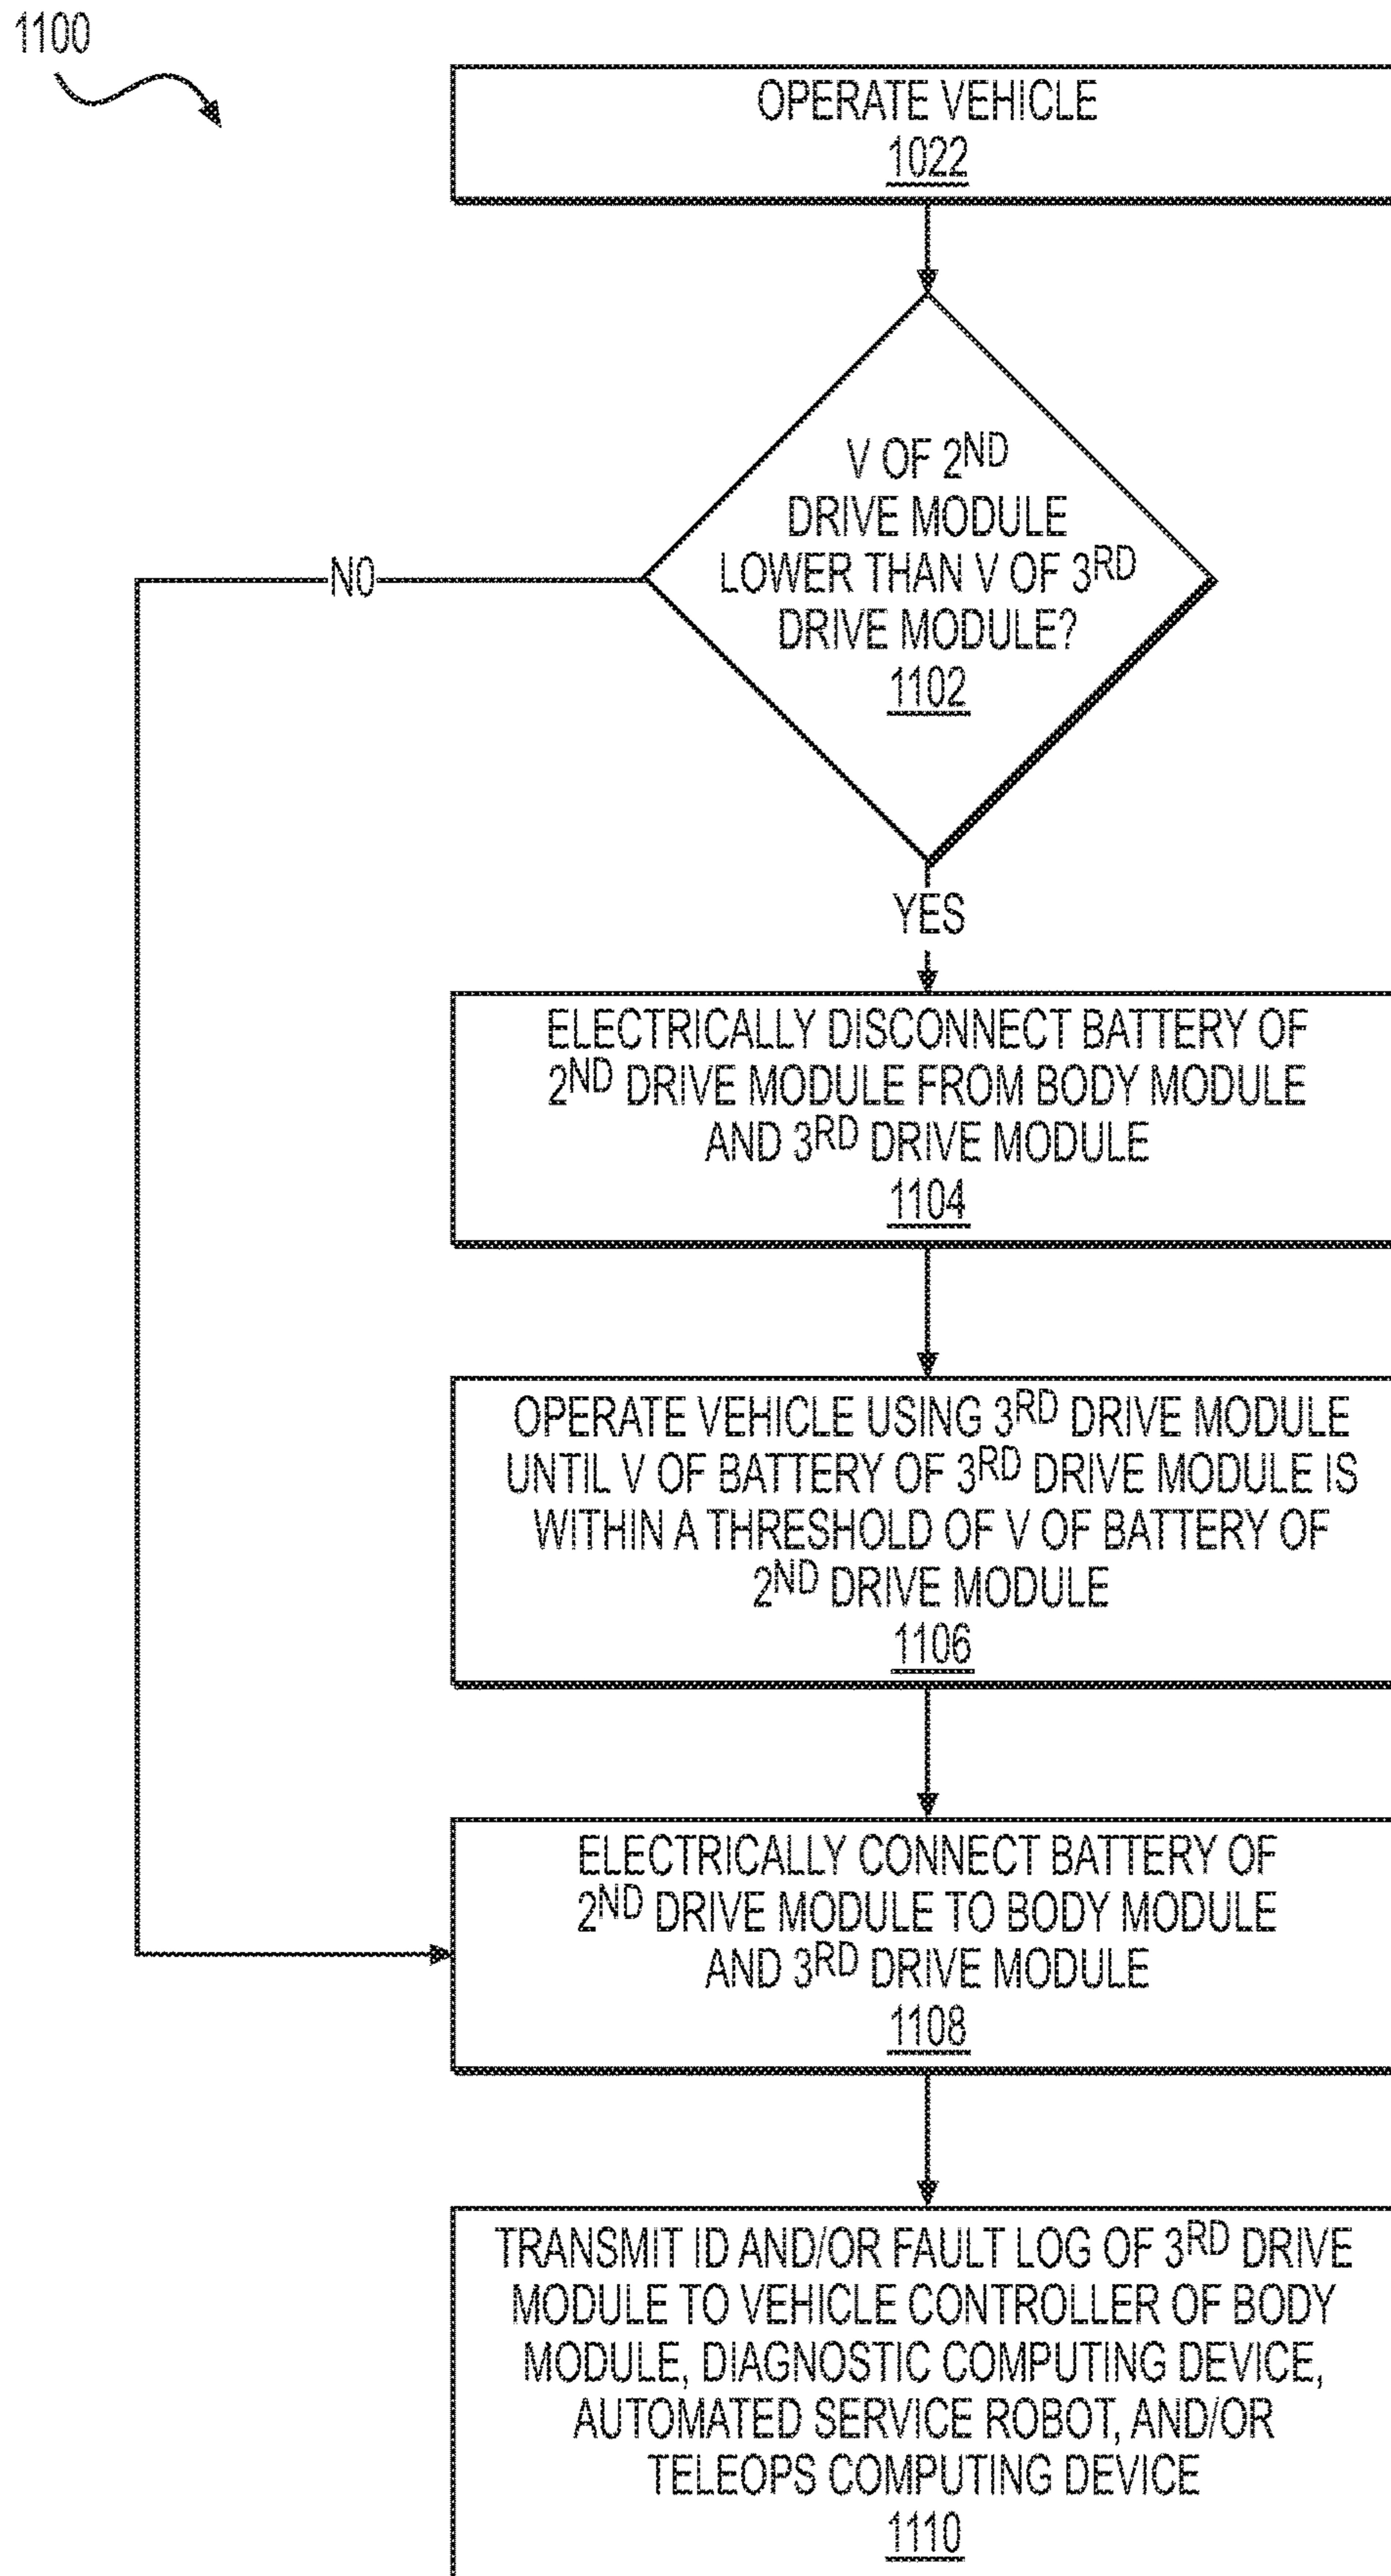 1100
OPERATE VEHICLE
1022
V OF 2ND
DRIVE MODULE
LOWER THAN V OF 3RD
DRIVE MODULE?
1102
NO
YES
ELECTRICALLY DISCONNECT BATTERY OF
2ND DRIVE MODULE FROM BODY MODULE
AND 3RD DRIVE MODULE
1104
OPERATE VEHICLE USING 3RD DRIVE MODULE
UNTIL V OF BATTERY OF 3RD DRIVE MODULE IS
WITHIN A THRESHOLD OF V OF BATTERY OF
2ND DRIVE MODULE
1106
ELECTRICALLY CONNECT BATTERY OF
2ND DRIVE MODULE TO BODY MODULE
AND 3RD DRIVE MODULE
1108
TRANSMIT ID AND/OR FAULT LOG OF 3RD DRIVE
MODULE TO VEHICLE CONTROLLER OF BODY
MODULE, DIAGNOSTIC COMPUTING DEVICE,
AUTOMATED SERVICE ROBOT, AND/OR
TELEOPS COMPUTING DEVICE
1110